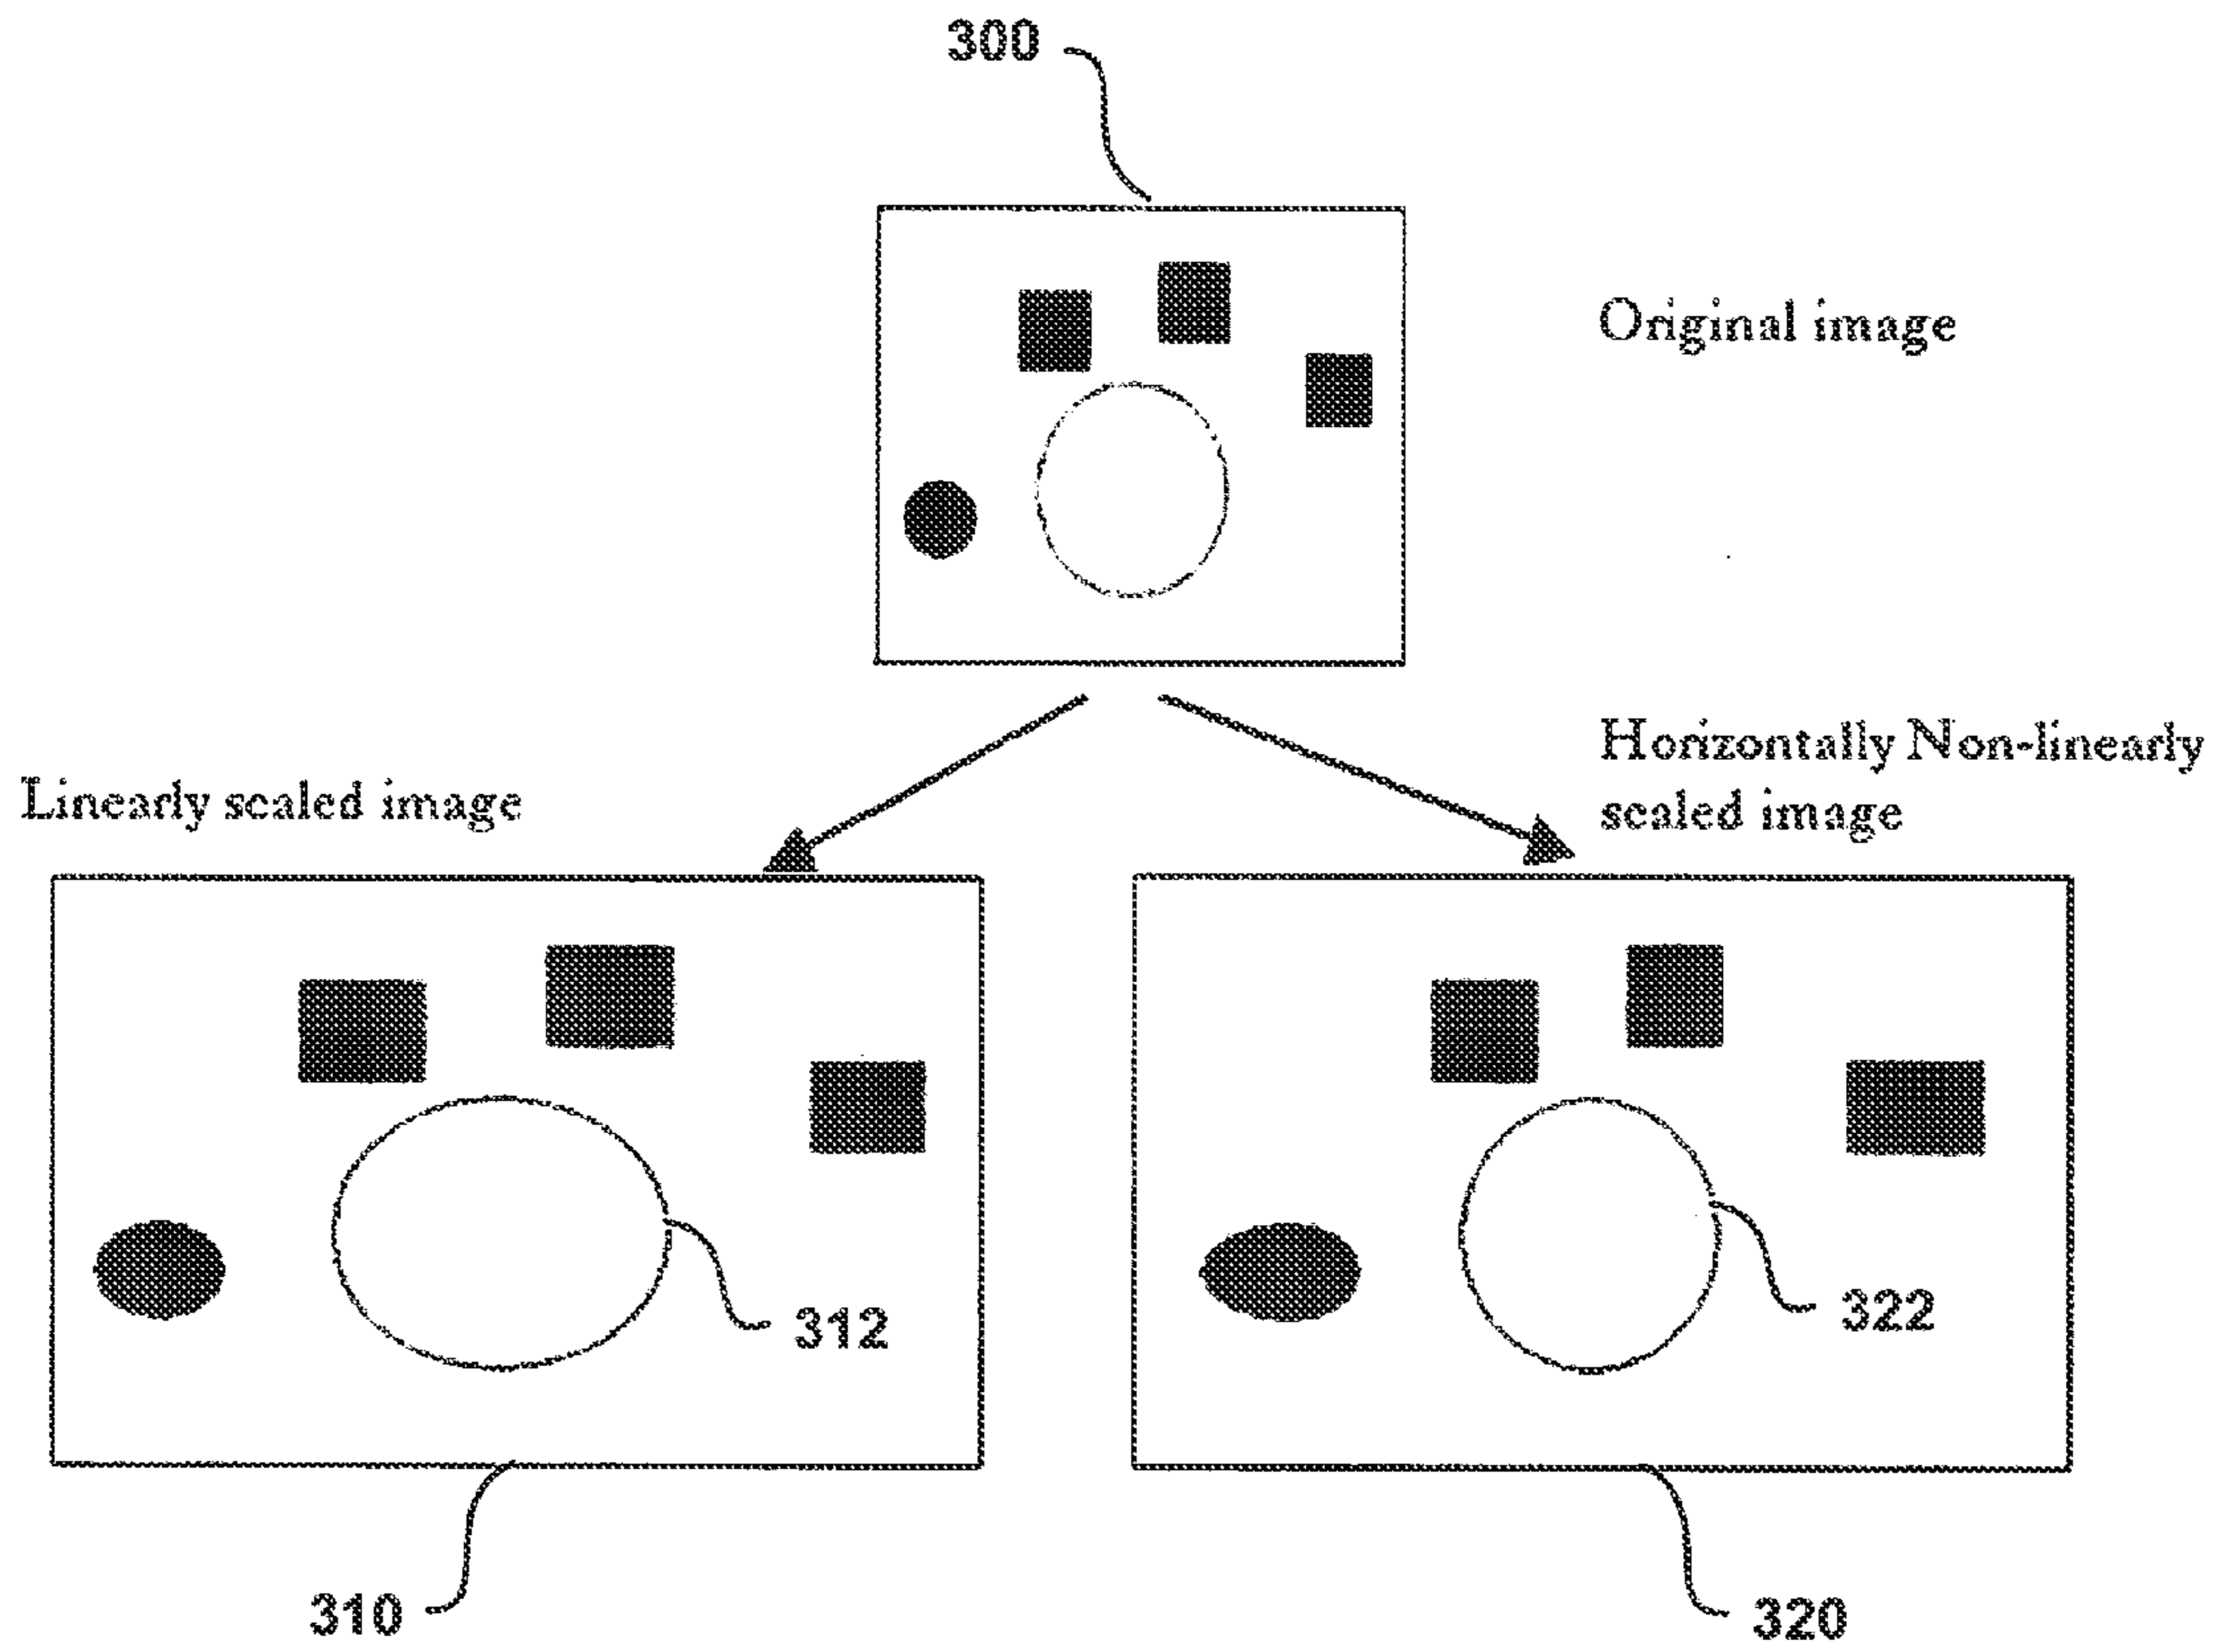 300
Original image
Horizontally Non-linearly
scaled image
Linearly scaled image
312
322
310
320